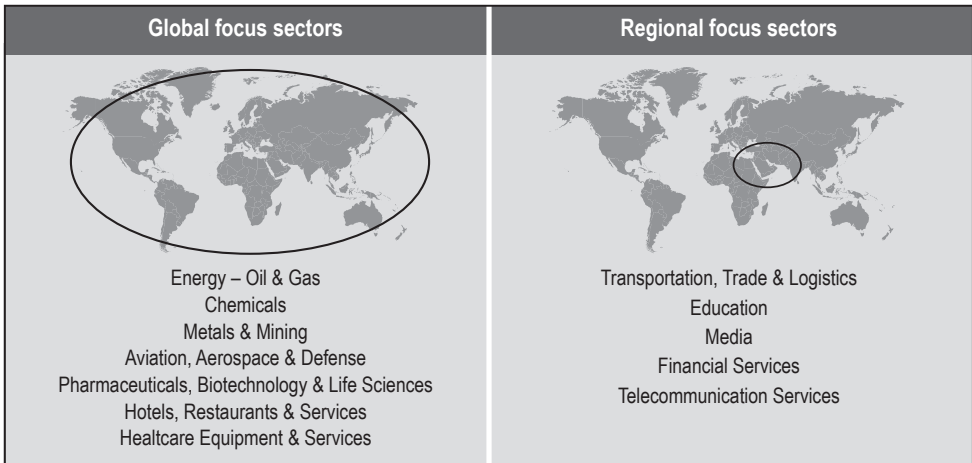 Global focus sectors
Energy – Oil & Gas
Chemicals
Metals & Mining
Aviation, Aerospace & Defense
Pharmaceuticals, Biotechnology & Life Sciences
Hotels, Restaurants & Services
Healtcare Equipment & Services
Regional focus sectors
Transportation, Trade & Logistics
Education
Media
Financial Services
Telecommunication Services